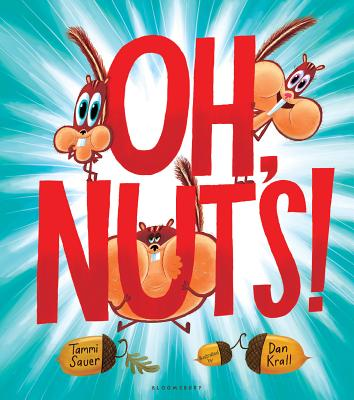 OH,
NUTS!
Tammi
Sauer
illustrated by
Dan
Krall
BLOOMSBURY